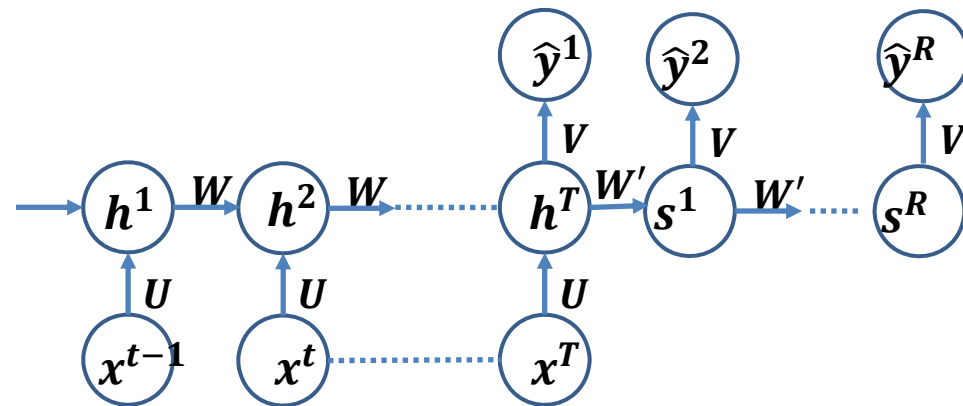 ŷ¹ ŷ² ŷᴿ
V V V
h¹ W h² W hᵀ W' s¹ W' sᴿ
U U U
xᵗ⁻¹ xᵗ xᵀ